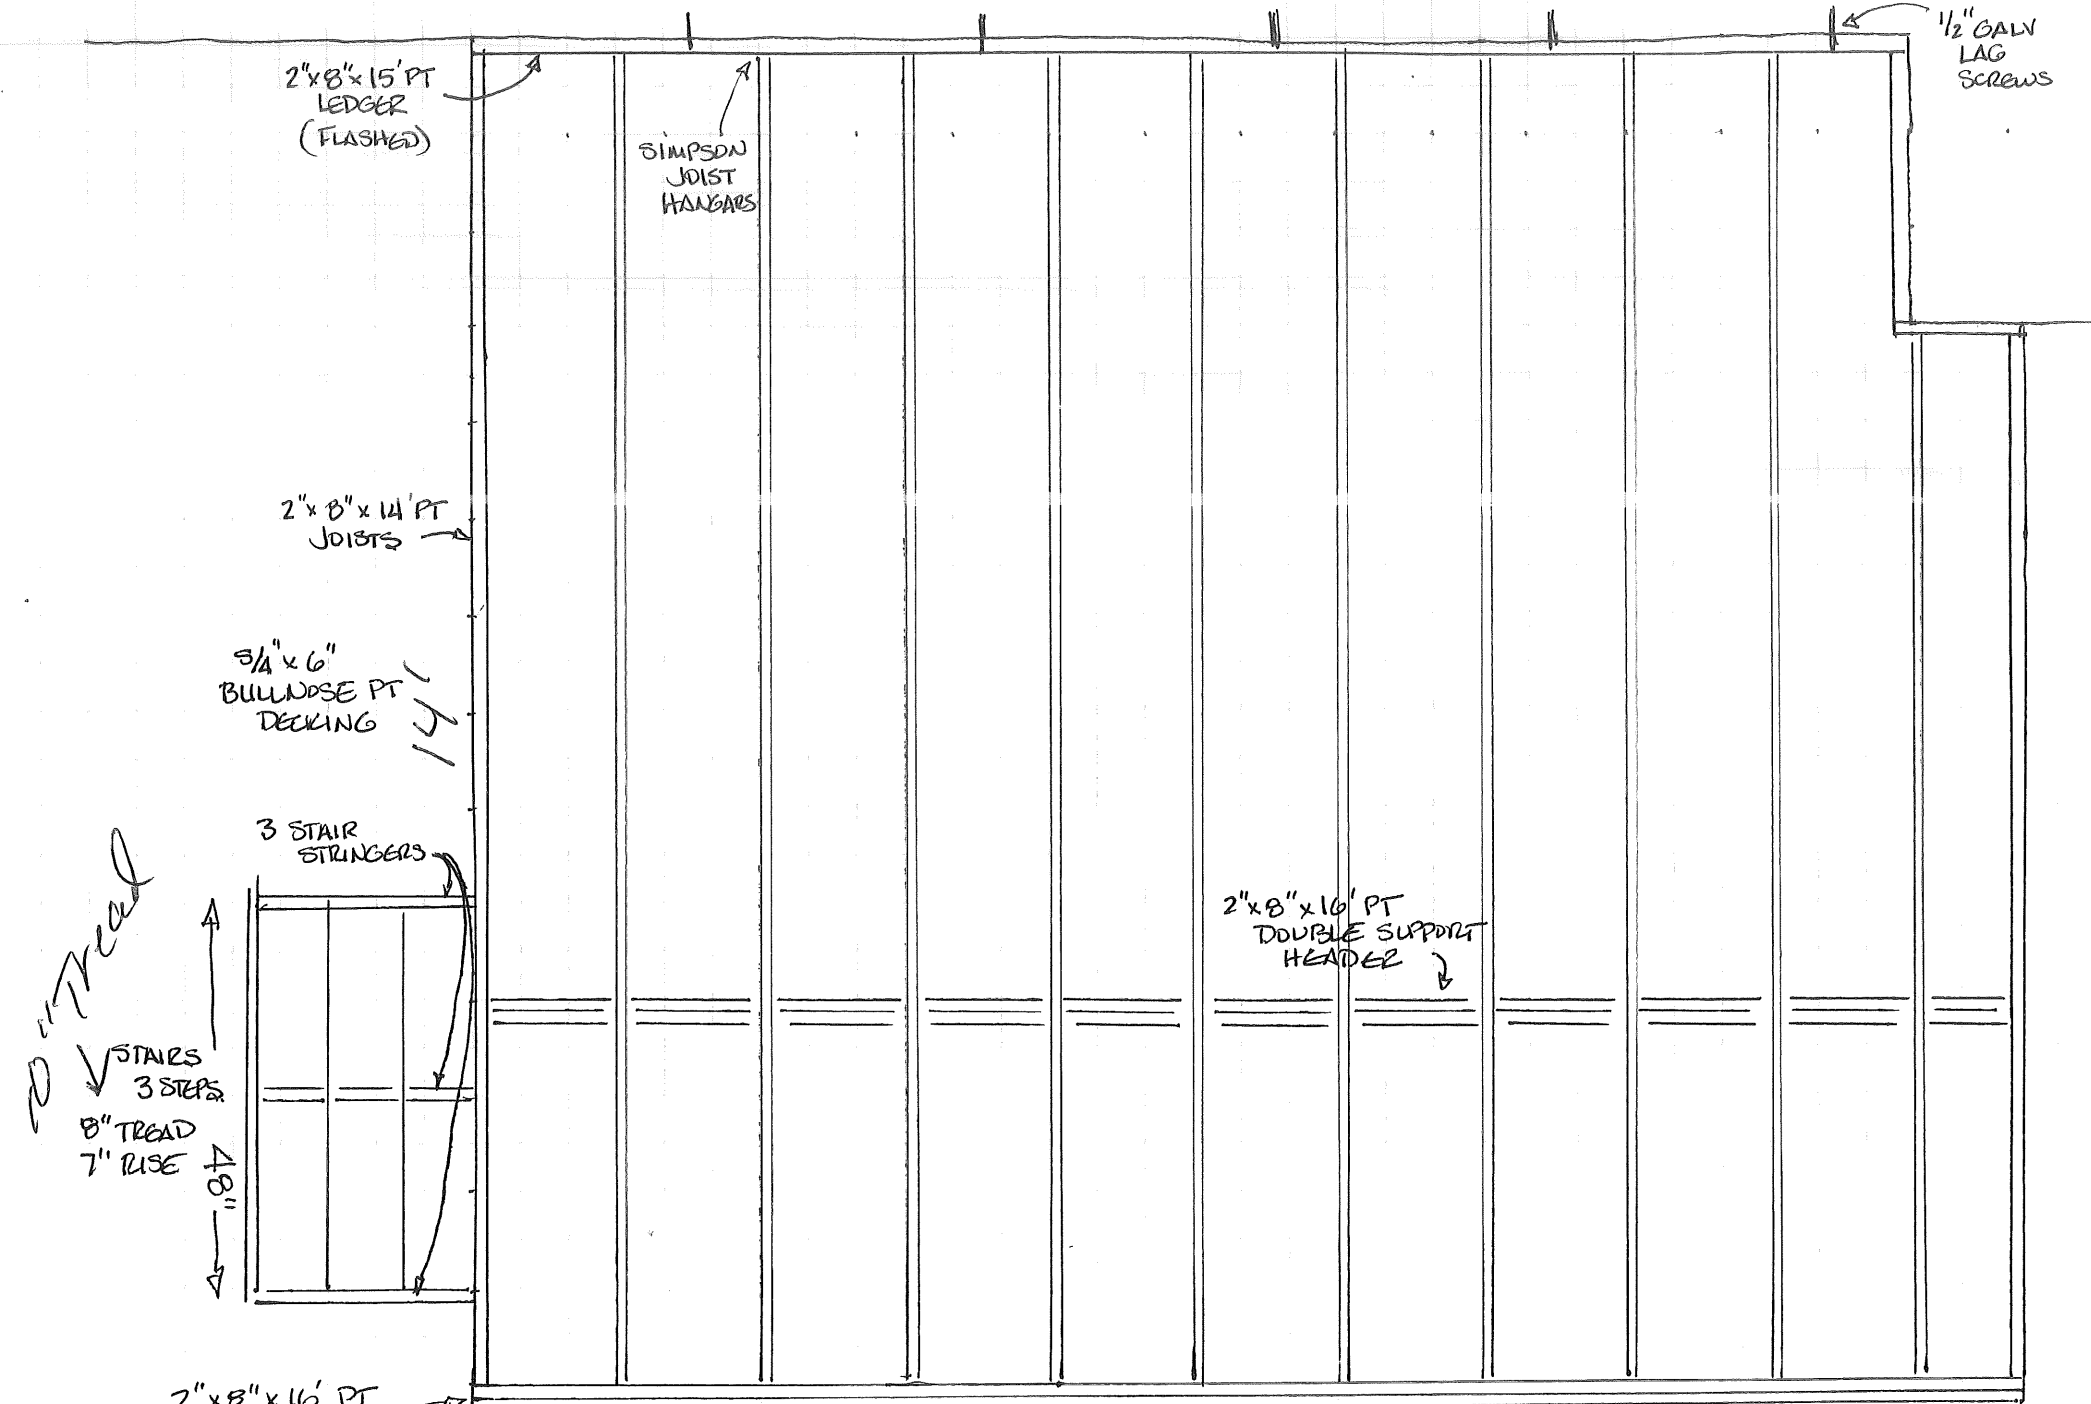 1/2" GALV
LAG
SCREWS
2"x8"x15' PT
LEDGER
(FLASHED)
SIMPSON
JOIST
HANGARS
2"x8"x14' PT
JOISTS
5/4"x6"
BULLNOSE PT
DECKING
14'
3 STAIR
STRINGERS
2"x8"x16' PT
DOUBLE SUPPORT
HEADER
10" Tread
STAIRS
3 STEPS
8" TREAD
7" RISE
48"
2"x8"x16' PT